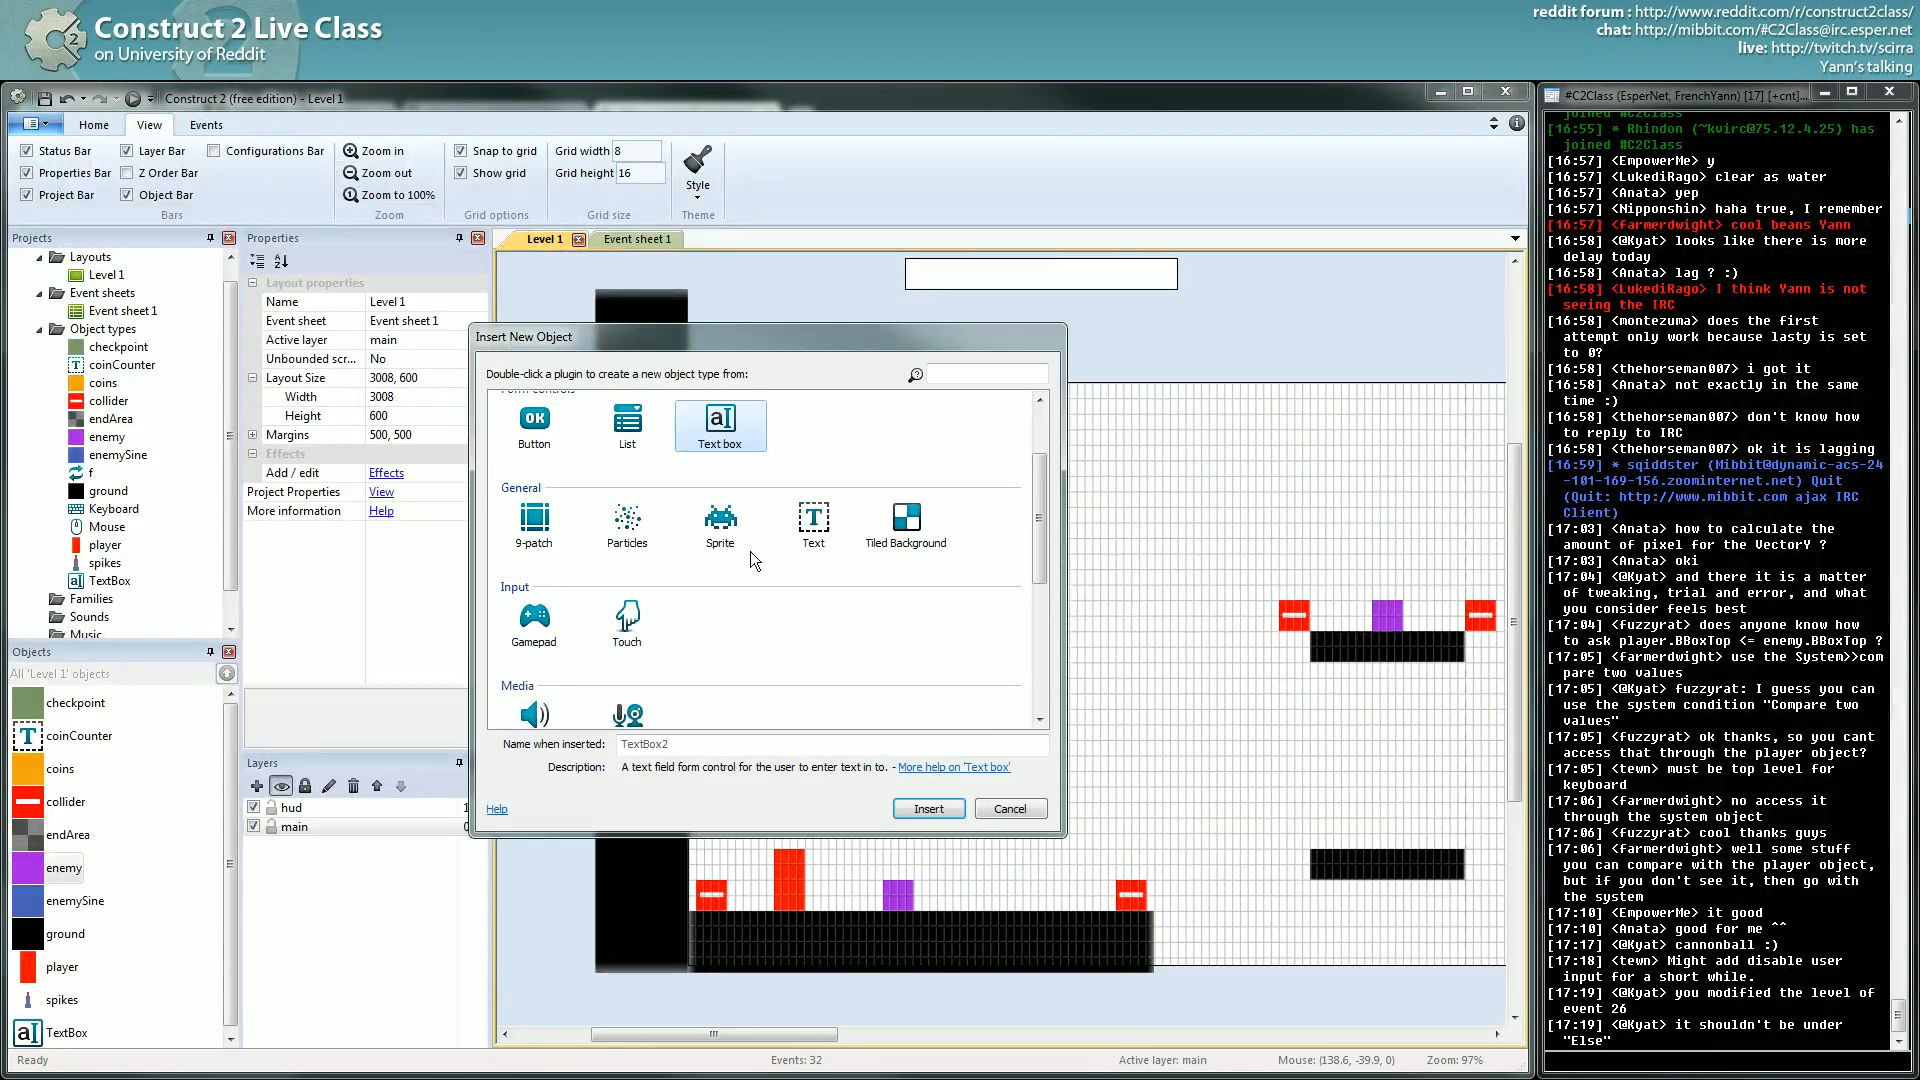 Construct 2 Live Class
on University of Reddit
reddit forum : http://www.reddit.com/r/construct2class/
chat: http://mibbit.com/#C2Class@irc.esper.net
live: http://twitch.tv/scirra
Yann's talking
Construct 2 (free edition) - Level 1
Home View Events
Status Bar Layer Bar Configurations Bar
Properties Bar Z Order Bar
Project Bar Object Bar
Bars
Zoom in
Zoom out
Zoom to 100%
Zoom
Snap to grid
Show grid
Grid options
Grid width 8
Grid height 16
Grid size
Style
Theme
Projects
Layouts
Level 1
Event sheets
Event sheet 1
Object types
checkpoint
coinCounter
coins
collider
endArea
enemy
enemySine
f
ground
Keyboard
Mouse
player
spikes
TextBox
Families
Sounds
Music
Properties
Layout properties
Name Level 1
Event sheet Event sheet 1
Active layer main
Unbounded scr... No
Layout Size 3008, 600
Width 3008
Height 600
Margins 500, 500
Effects
Add / edit Effects
Project Properties View
More information Help
Level 1 Event sheet 1
Insert New Object
Double-click a plugin to create a new object type from:
Form controls
Button List Text box
General
9-patch Particles Sprite Text Tiled Background
Input
Gamepad Touch
Media
Name when inserted: TextBox2
Description: A text field form control for the user to enter text in to. - More help on 'Text box'
Help Insert Cancel
Objects
All 'Level 1' objects
checkpoint
coinCounter
coins
collider
endArea
enemy
enemySine
ground
player
spikes
TextBox
Layers
hud 1
main 0
Ready Events: 32 Active layer: main Mouse: (138.6, -39.9, 0) Zoom: 97%
#C2Class (EsperNet, FrenchYann) [17] [+cnt]...
joined #C2Class
[16:55] * Rhindon (~kvirc@75.12.4.25) has
joined #C2Class
[16:57] <EmpowerMe> y
[16:57] <LukediRago> clear as water
[16:57] <Anata> yep
[16:57] <Nipponshin> haha true, I remember
[16:57] <farmerdwight> cool beans Yann
[16:58] <@Kyat> looks like there is more
delay today
[16:58] <Anata> lag ? :)
[16:58] <LukediRago> I think Yann is not
seeing the IRC
[16:58] <montezuma> does the first
attempt only work because lasty is set
to 0?
[16:58] <thehorseman007> i got it
[16:58] <Anata> not exactly in the same
time :)
[16:58] <thehorseman007> don't know how
to reply to IRC
[16:58] <thehorseman007> ok it is lagging
[16:59] * sqiddster (Mibbit@dynamic-acs-24
-101-169-156.zoominternet.net) Quit
(Quit: http://www.mibbit.com ajax IRC
Client)
[17:03] <Anata> how to calculate the
amount of pixel for the VectorY ?
[17:03] <Anata> oki
[17:04] <@Kyat> and there it is a matter
of tweaking, trial and error, and what
you consider feels best
[17:04] <fuzzyrat> does anyone know how
to ask player.BBoxTop <= enemy.BBoxTop ?
[17:05] <farmerdwight> use the System>>com
pare two values
[17:05] <@Kyat> fuzzyrat: I guess you can
use the system condition "Compare two
values"
[17:05] <fuzzyrat> ok thanks, so you cant
access that through the player object?
[17:05] <tewn> must be top level for
keyboard
[17:06] <farmerdwight> no access it
through the system object
[17:06] <fuzzyrat> cool thanks guys
[17:06] <farmerdwight> well some stuff
you can compare with the player object,
but if you don't see it, then go with
the system
[17:10] <EmpowerMe> it good
[17:10] <Anata> good for me ^^
[17:17] <@Kyat> cannonball :)
[17:18] <tewn> Might add disable user
input for a short while.
[17:19] <@Kyat> you modified the level of
event 26
[17:19] <@Kyat> it shouldn't be under
"Else"